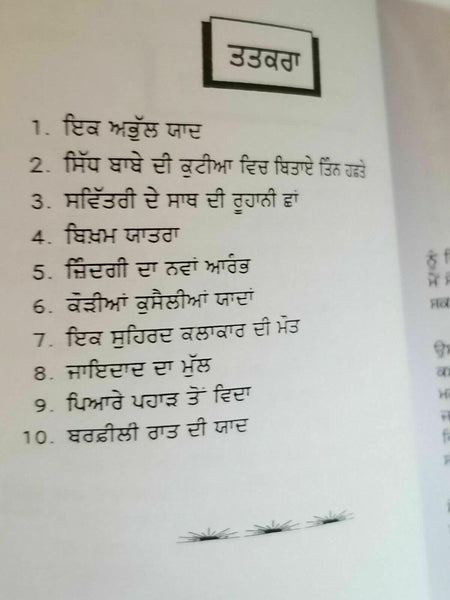 ਤਤਕਰਾ
1. ਇਕ ਅਭੁੱਲ ਯਾਦ
2. ਸਿੱਧ ਬਾਬੇ ਦੀ ਕੁਟੀਆ ਵਿਚ ਬਿਤਾਏ ਤਿੰਨ ਹਫ਼ਤੇ
3. ਸਵਿੱਤਰੀ ਦੇ ਸਾਥ ਦੀ ਰੂਹਾਨੀ ਛਾਂ
4. ਬਿਖ਼ਮ ਯਾਤਰਾ
5. ਜ਼ਿੰਦਗੀ ਦਾ ਨਵਾਂ ਆਰੰਭ
6. ਕੌੜੀਆਂ ਕੁਸੈਲੀਆਂ ਯਾਦਾਂ
7. ਇਕ ਸੁਹਿਰਦ ਕਲਾਕਾਰ ਦੀ ਮੌਤ
8. ਜਾਇਦਾਦ ਦਾ ਮੁੱਲ
9. ਪਿਆਰੇ ਪਹਾੜ ਤੋਂ ਵਿਦਾ
10. ਬਰਫ਼ੀਲੀ ਰਾਤ ਦੀ ਯਾਦ
ਨੂੰ